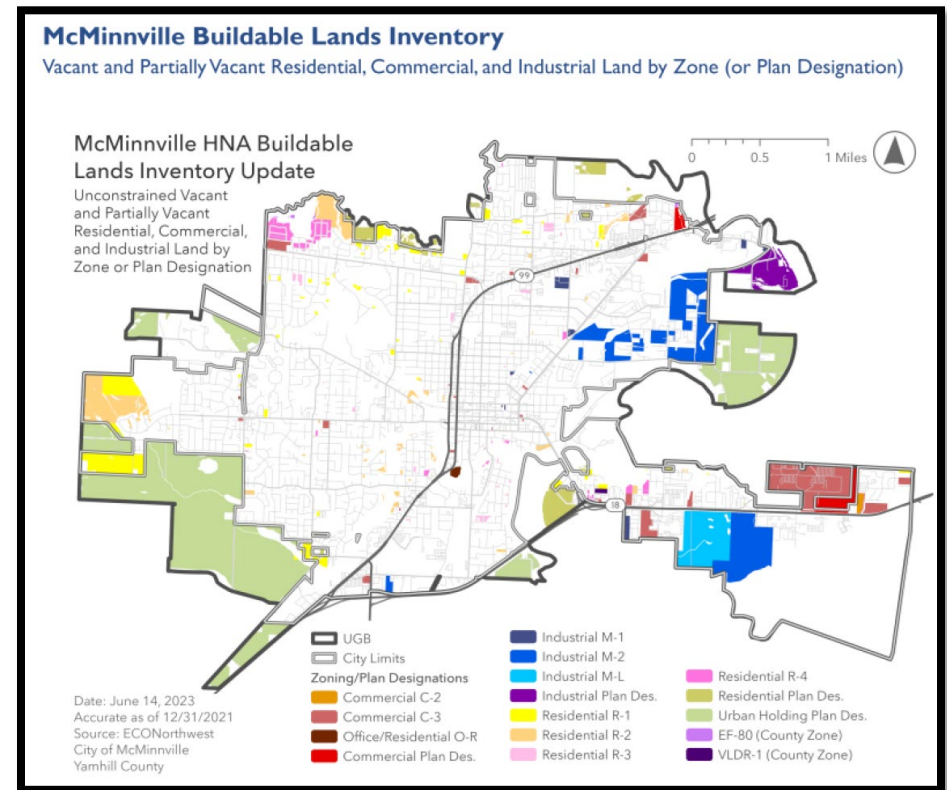 McMinnville Buildable Lands Inventory
Vacant and Partially Vacant Residential, Commercial, and Industrial Land by Zone (or Plan Designation)
McMinnville HNA Buildable
Lands Inventory Update
Unconstrained Vacant
and Partially Vacant
Residential, Commercial,
and Industrial Land by
Zone or Plan Designation
0 0.5 1 Miles
99
18
UGB
City Limits
Zoning/Plan Designations
Commercial C-2
Commercial C-3
Office/Residential O-R
Commercial Plan Des.
Industrial M-1
Industrial M-2
Industrial M-L
Industrial Plan Des.
Residential R-1
Residential R-2
Residential R-3
Residential R-4
Residential Plan Des.
Urban Holding Plan Des.
EF-80 (County Zone)
VLDR-1 (County Zone)
Date: June 14, 2023
Accurate as of 12/31/2021
Source: ECONorthwest
City of McMinnville
Yamhill County